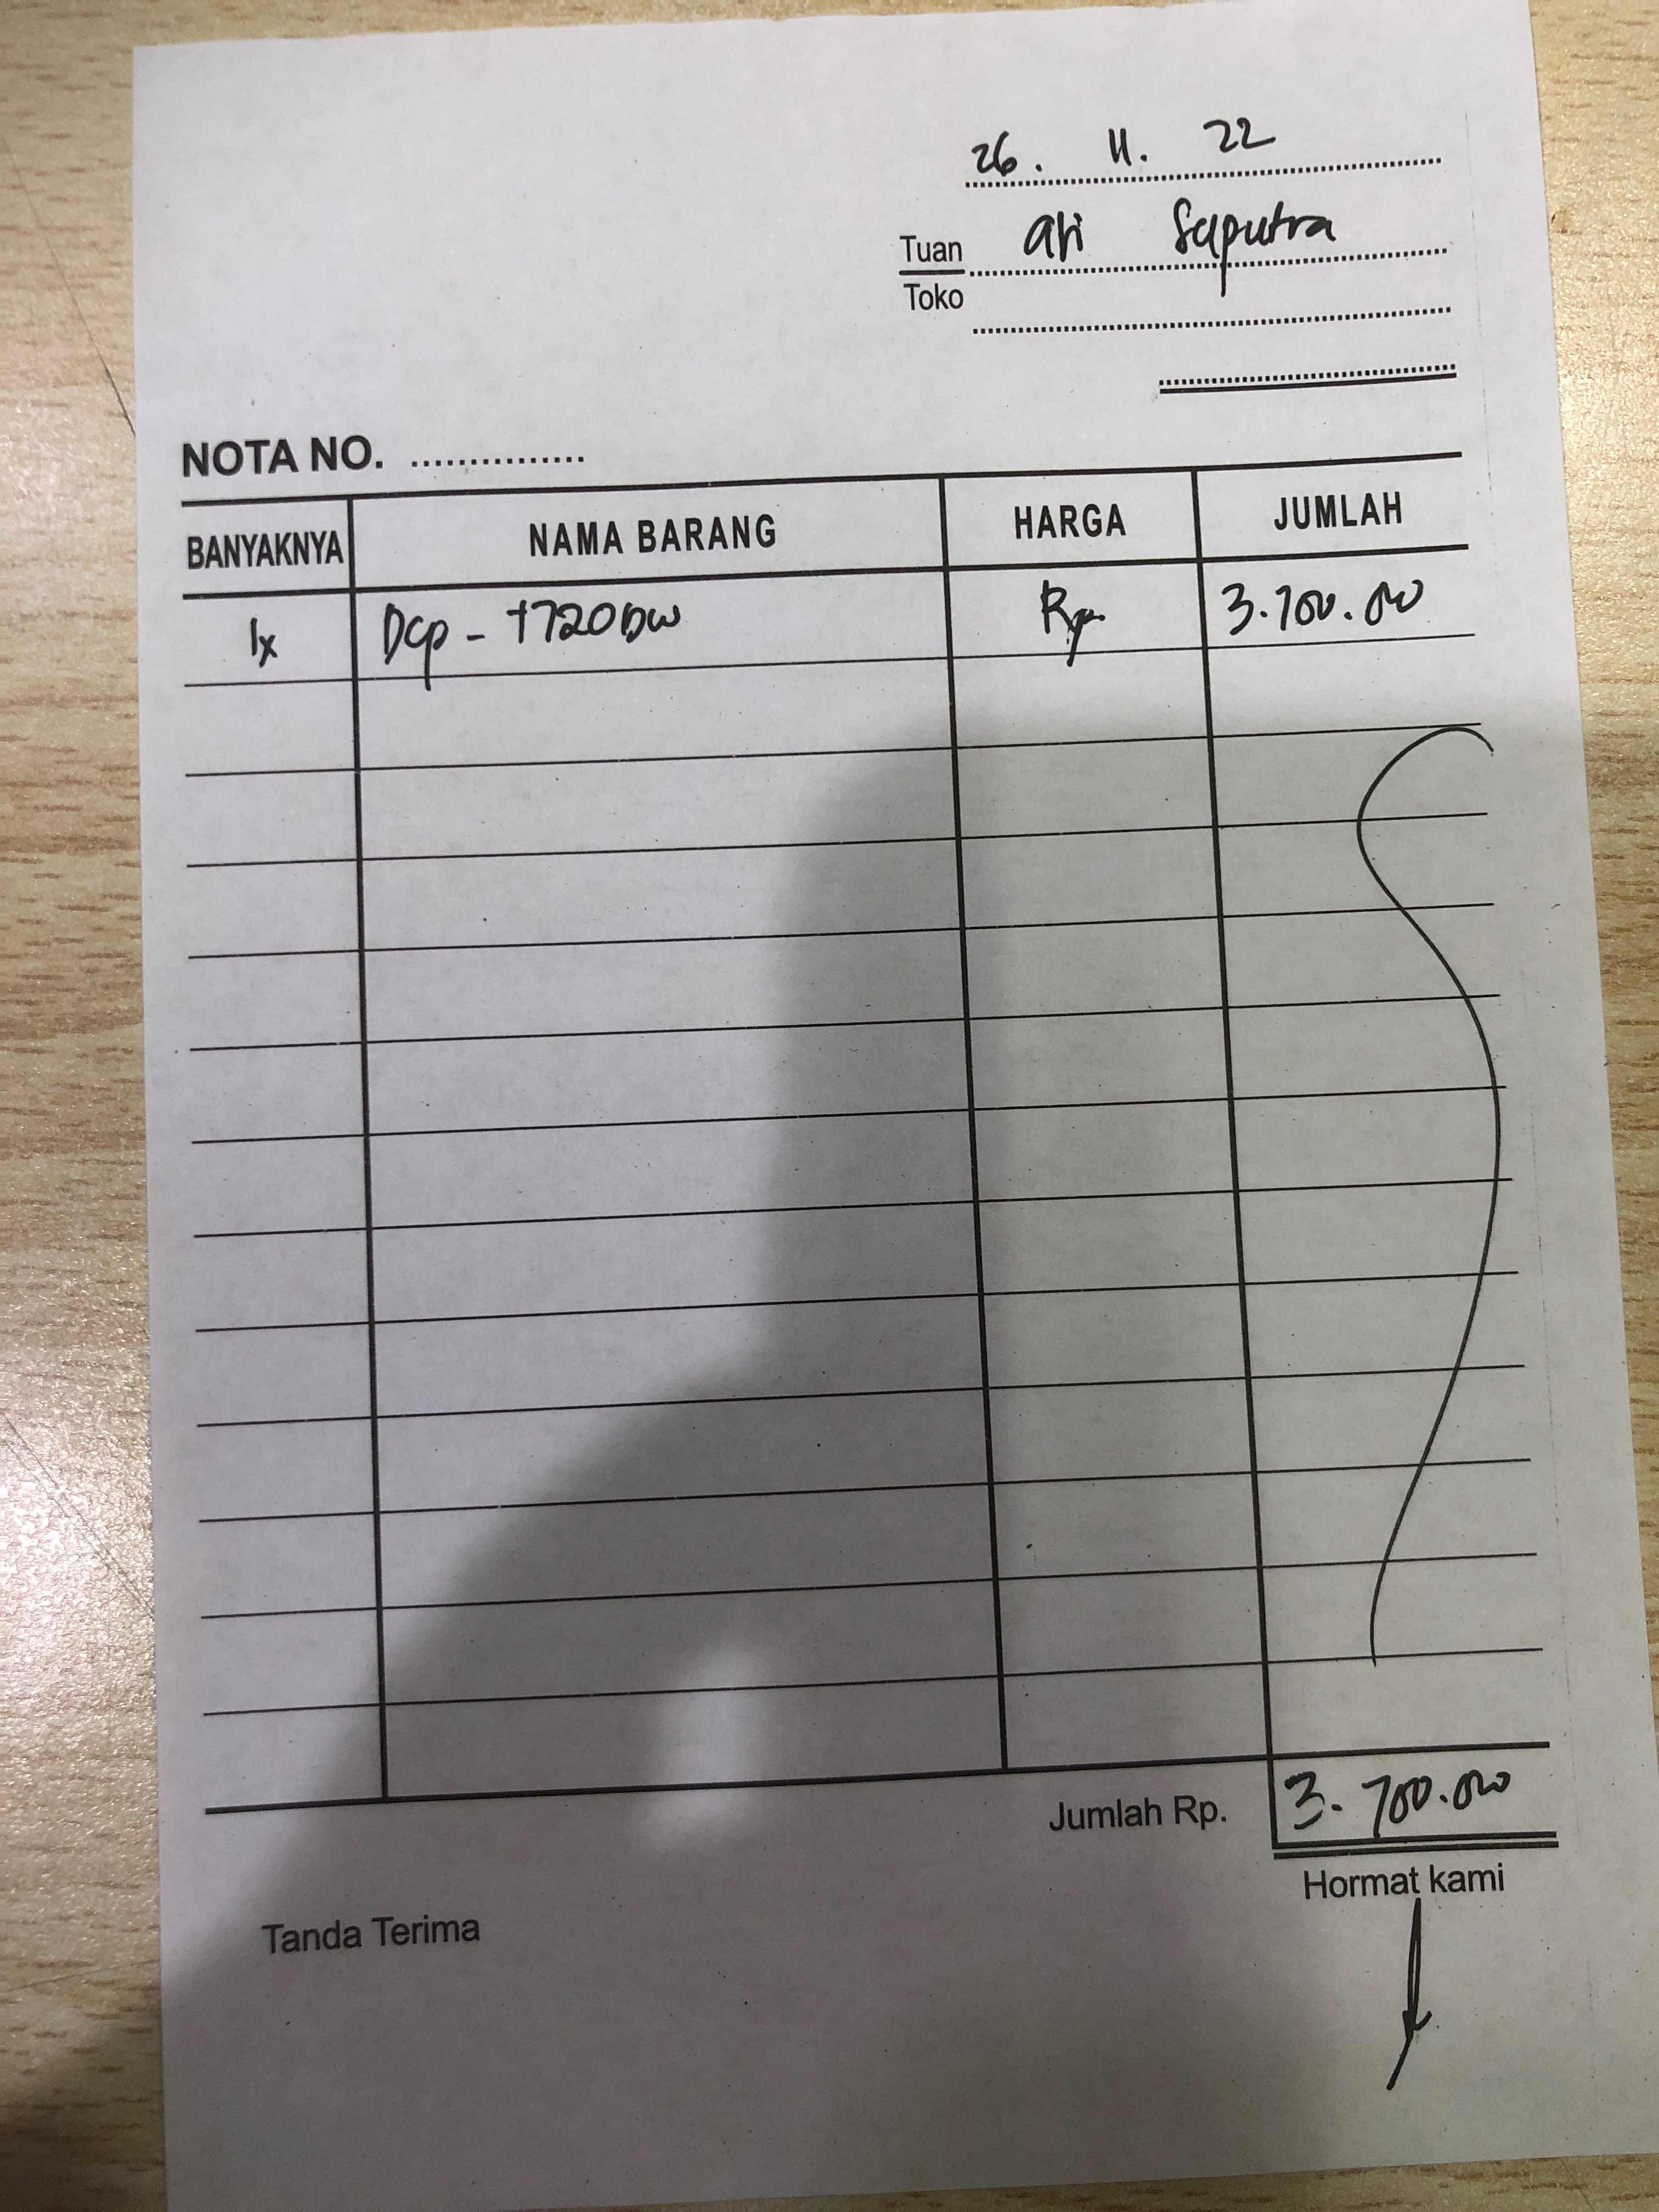 26. 11. 22
Tuan Ari Saputra
Toko
NOTA NO. ...............
BANYAKNYA NAMA BARANG HARGA JUMLAH
1x Dcp - T720DW Rp 3.700.000
Jumlah Rp. 3.700.000
Hormat kami
Tanda Terima